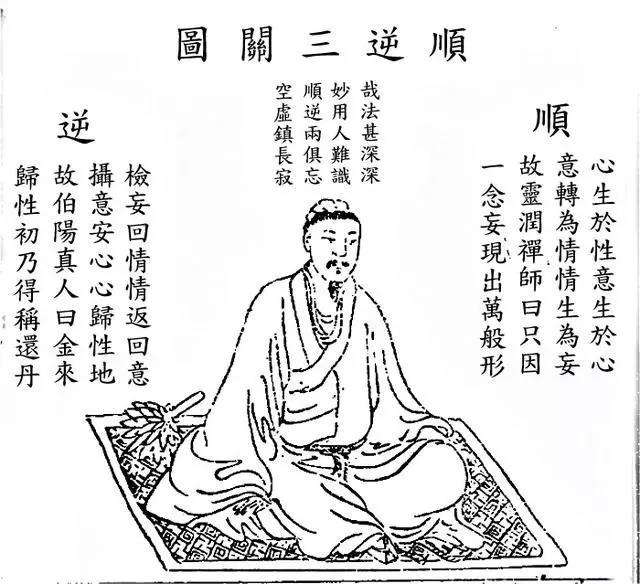 順逆三關圖
順
心生於性意生於心
意轉為情情生為妄
故靈潤禪師曰只因
一念妄現出萬般形
哉法甚深深
妙用人難識
順逆兩俱忘
空虛鎮長寂
逆
檢妄回情情返回意
攝意安心心歸性地
故伯陽真人曰金來
歸性初乃得稱還丹